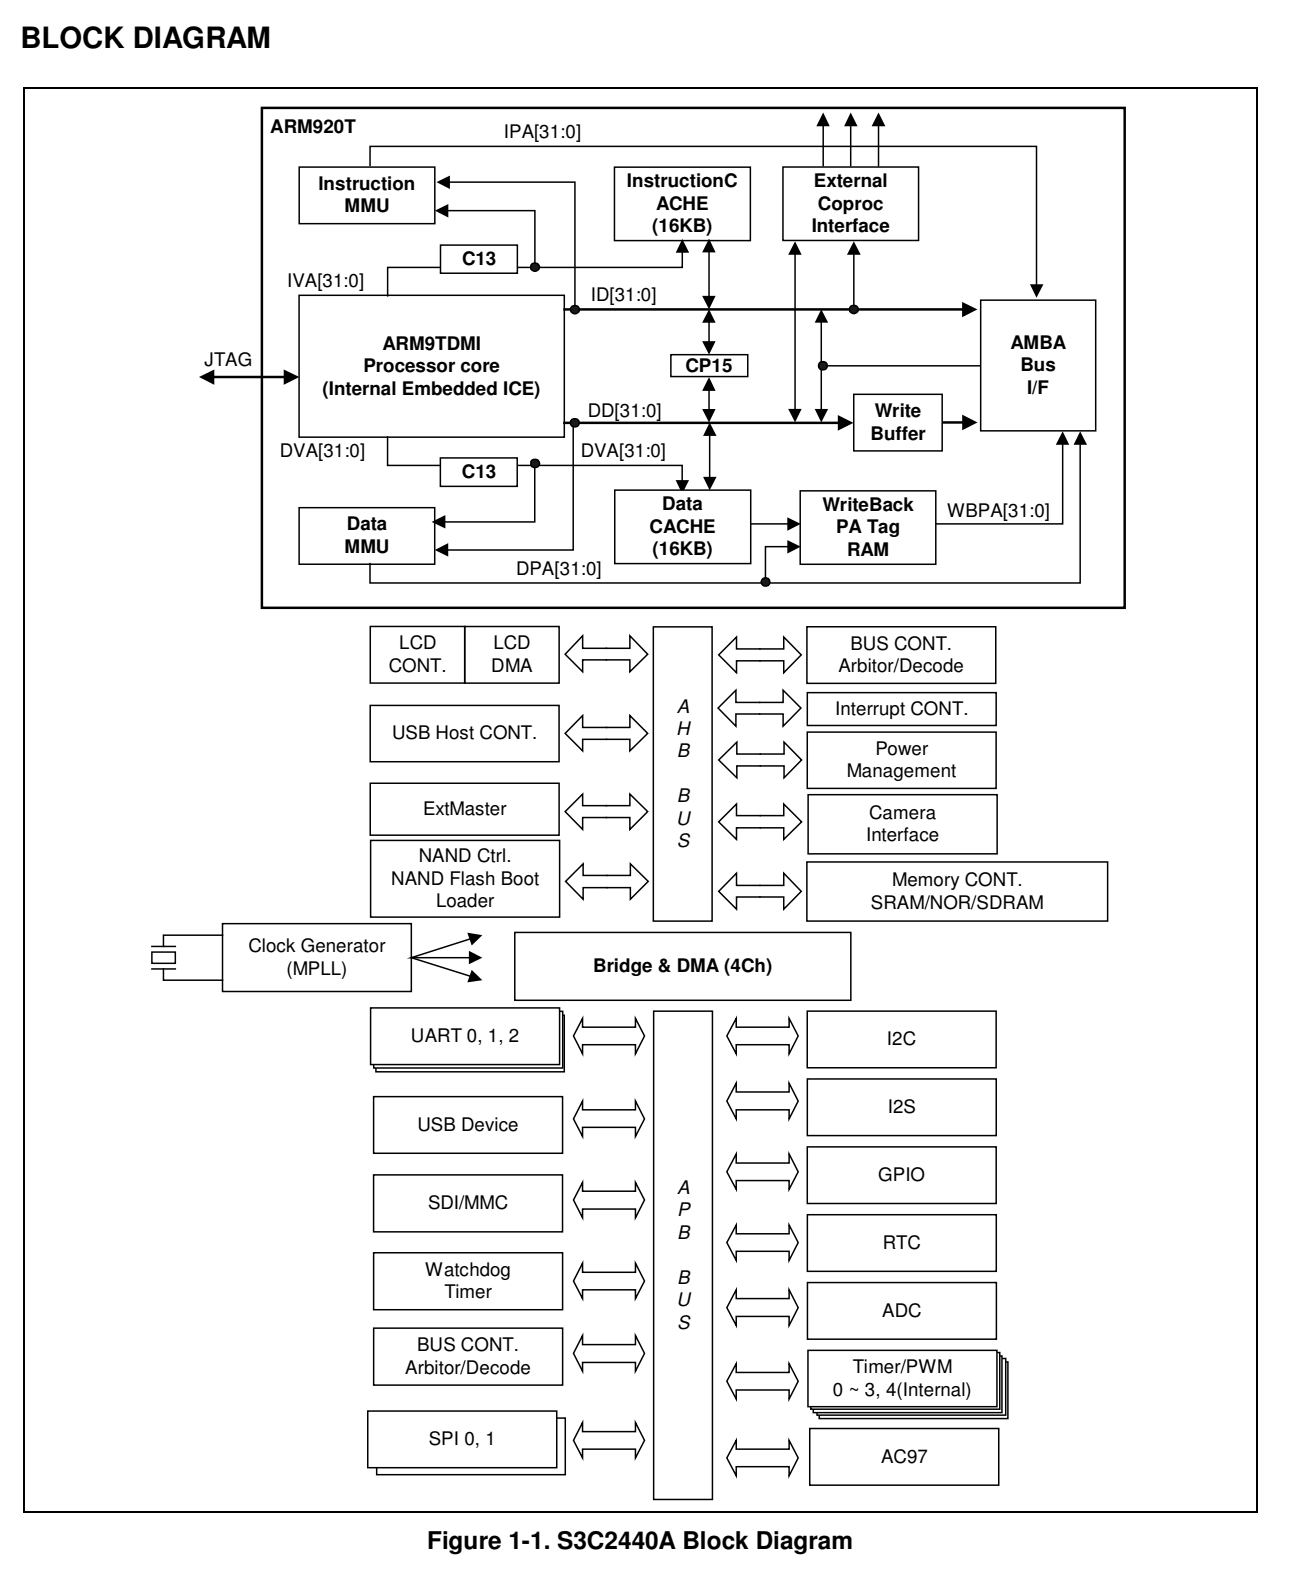 BLOCK DIAGRAM
ARM920T
IPA[31:0]
Instruction
MMU
InstructionC
ACHE
(16KB)
External
Coproc
Interface
C13
IVA[31:0]
ID[31:0]
ARM9TDMI
Processor core
(Internal Embedded ICE)
JTAG
CP15
AMBA
Bus
I/F
DD[31:0]
Write
Buffer
DVA[31:0]
C13
DVA[31:0]
Data
MMU
Data
CACHE
(16KB)
WriteBack
PA Tag
RAM
WBPA[31:0]
DPA[31:0]
LCD
CONT.
LCD
DMA
USB Host CONT.
ExtMaster
NAND Ctrl.
NAND Flash Boot
Loader
A
H
B
B
U
S
BUS CONT.
Arbitor/Decode
Interrupt CONT.
Power
Management
Camera
Interface
Memory CONT.
SRAM/NOR/SDRAM
Clock Generator
(MPLL)
Bridge & DMA (4Ch)
UART 0, 1, 2
USB Device
SDI/MMC
Watchdog
Timer
BUS CONT.
Arbitor/Decode
SPI 0, 1
A
P
B
B
U
S
I2C
I2S
GPIO
RTC
ADC
Timer/PWM
0 ~ 3, 4(Internal)
AC97
Figure 1-1. S3C2440A Block Diagram